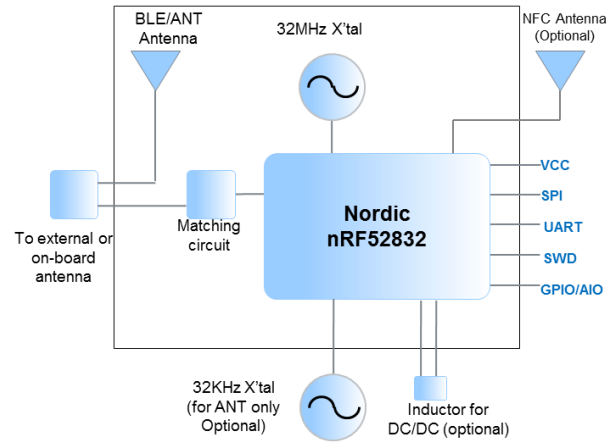 BLE/ANT
Antenna
32MHz X'tal
NFC Antenna
(Optional)
VCC
SPI
UART
SWD
GPIO/AIO
Nordic
nRF52832
Matching
circuit
To external or
on-board
antenna
32KHz X'tal
(for ANT only
Optional)
Inductor for
DC/DC (optional)